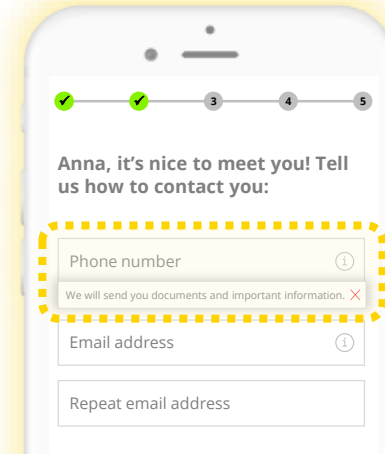 3 4 5
Anna, it's nice to meet you! Tell
us how to contact you:
Phone number
We will send you documents and important information.
Email address
Repeat email address